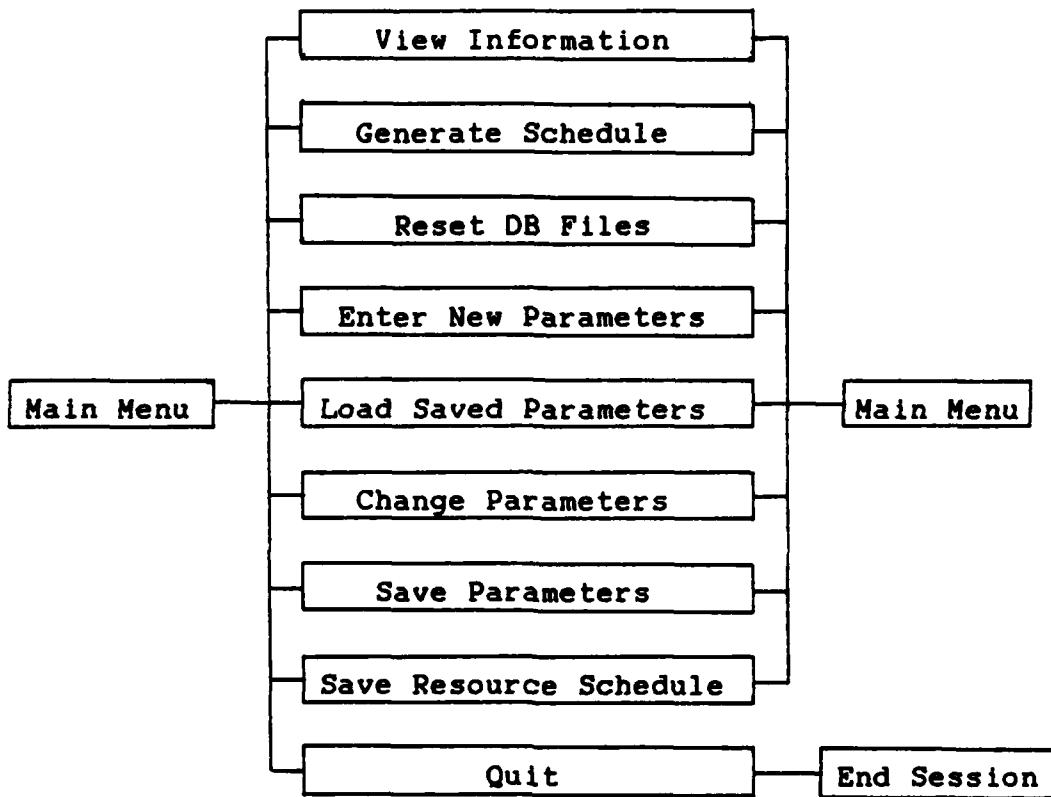 View Information
Generate Schedule
Reset DB Files
Enter New Parameters
Main Menu
Load Saved Parameters
Main Menu
Change Parameters
Save Parameters
Save Resource Schedule
Quit
End Session